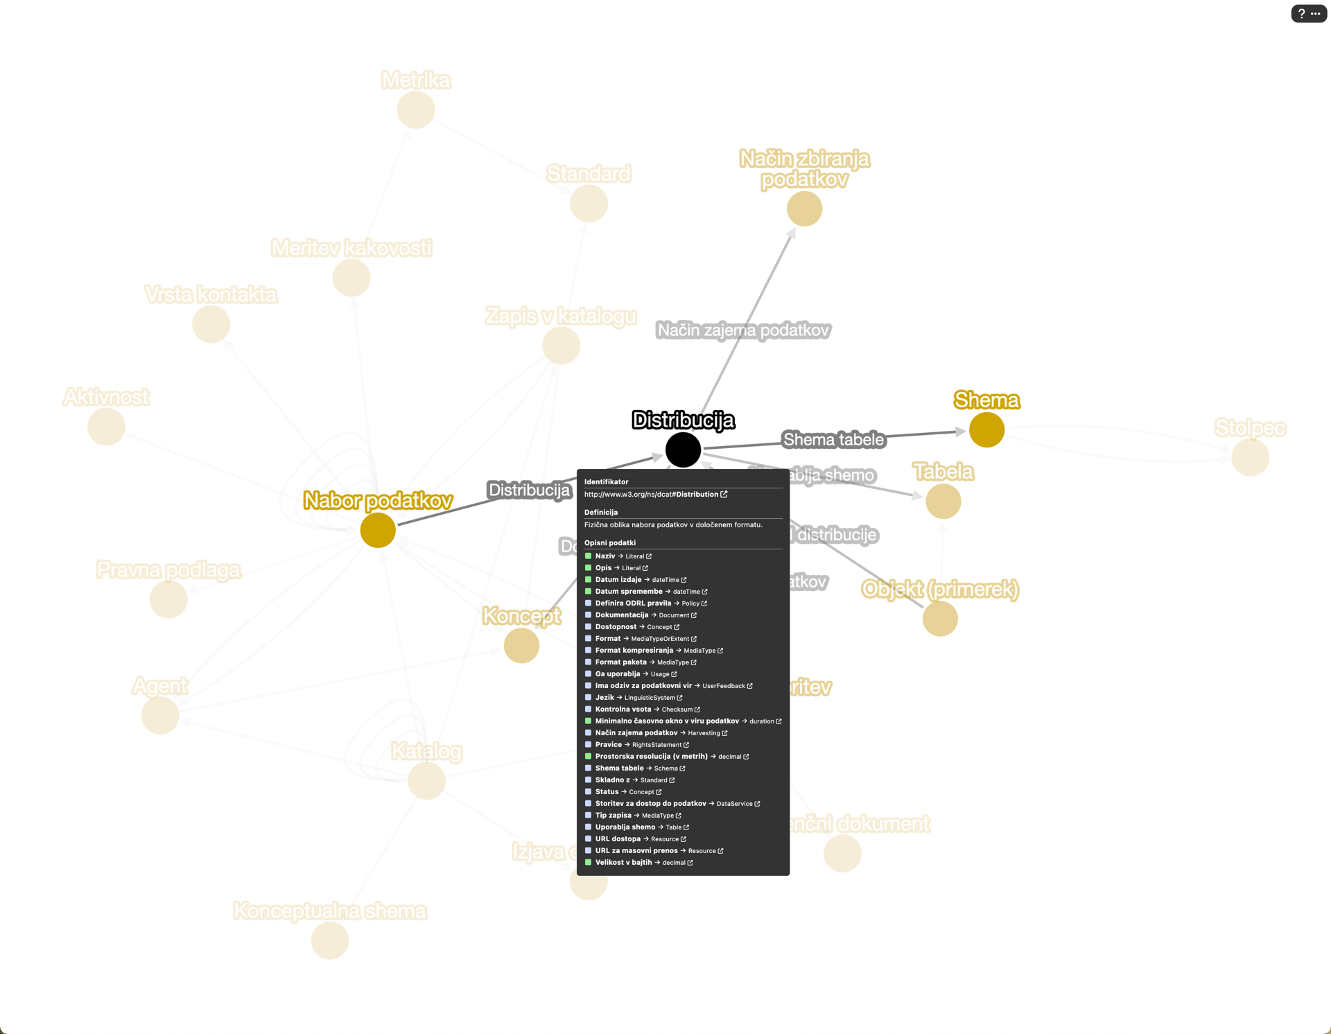 ? ...
Metrika
Standard
Način zbiranja
podatkov
Meritev kakovosti
Vrsta kontakta
Zapis v katalogu
Način zajema podatkov
Aktivnost
Distribucija
Shema
Shema tabele
Stolpec
Tabela
shemo
Distribucija
Nabor podatkov
distribucije
Pravna podlaga
Koncept
Objekt (primerek)
Agent
Katalog
dokument
Izjava
Konceptualna shema
Identifikator
http://www.w3.org/ns/dcat#Distribution
Definicija
Fizična oblika nabora podatkov v določenem formatu.
Opisni podatki
Naziv → Literal
Opis → Literal
Datum izdaje → dateTime
Datum spremembe → dateTime
Definira ODRL pravila → Policy
Dokumentacija → Document
Dostopnost → Concept
Format → MediaTypeOrExtent
Format kompresiranja → MediaType
Format paketa → MediaType
Ga uporablja → Usage
Ima odziv za podatkovni vir → UserFeedback
Jezik → LinguisticSystem
Kontrolna vsota → Checksum
Minimalno časovno okno v viru podatkov → duration
Način zajema podatkov → Harvesting
Pravice → RightsStatement
Prostorska resolucija (v metrih) → decimal
Shema tabele → Schema
Skladno z → Standard
Status → Concept
Storitev za dostop do podatkov → DataService
Tip zapisa → MediaType
Uporablja shemo → Table
URL dostopa → Resource
URL za masovni prenos → Resource
Velikost v bajtih → decimal